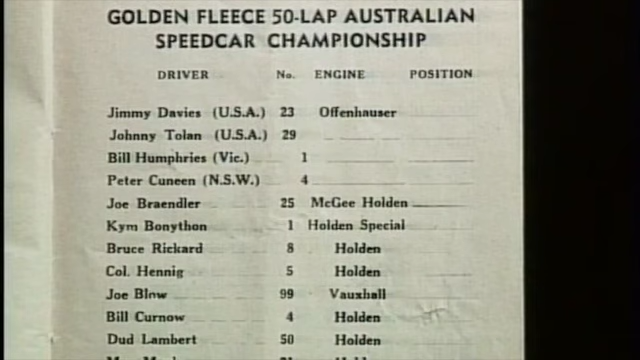 GOLDEN FLEECE 50-LAP AUSTRALIAN
SPEEDCAR CHAMPIONSHIP
DRIVER No. ENGINE POSITION
Jimmy Davies (U.S.A.) 23 Offenhauser
Johnny Tolan (U.S.A.) 29
Bill Humphries (Vic.) 1
Peter Cuneen (N.S.W.) 4
Joe Braendler 25 McGee Holden
Kym Bonython 1 Holden Special
Bruce Rickard 8 Holden
Col. Hennig 5 Holden
Joe Blow 99 Vauxhall
Bill Curnow 4 Holden
Dud Lambert 50 Holden